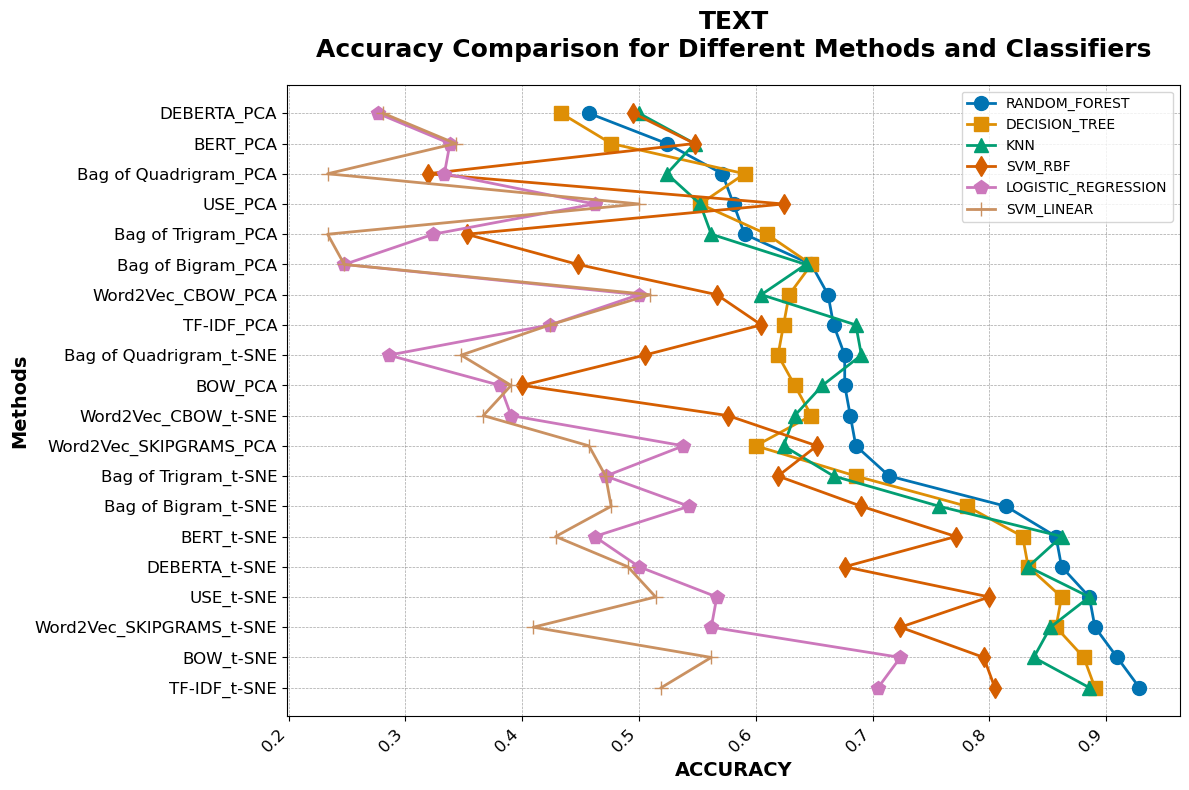 TEXT
Accuracy Comparison for Different Methods and Classifiers
RANDOM_FOREST
DECISION_TREE
KNN
SVM_RBF
LOGISTIC_REGRESSION
SVM_LINEAR
Methods
DEBERTA_PCA
BERT_PCA
Bag of Quadrigram_PCA
USE_PCA
Bag of Trigram_PCA
Bag of Bigram_PCA
Word2Vec_CBOW_PCA
TF-IDF_PCA
Bag of Quadrigram_t-SNE
BOW_PCA
Word2Vec_CBOW_t-SNE
Word2Vec_SKIPGRAMS_PCA
Bag of Trigram_t-SNE
Bag of Bigram_t-SNE
BERT_t-SNE
DEBERTA_t-SNE
USE_t-SNE
Word2Vec_SKIPGRAMS_t-SNE
BOW_t-SNE
TF-IDF_t-SNE
0.2 0.3 0.4 0.5 0.6 0.7 0.8 0.9
ACCURACY